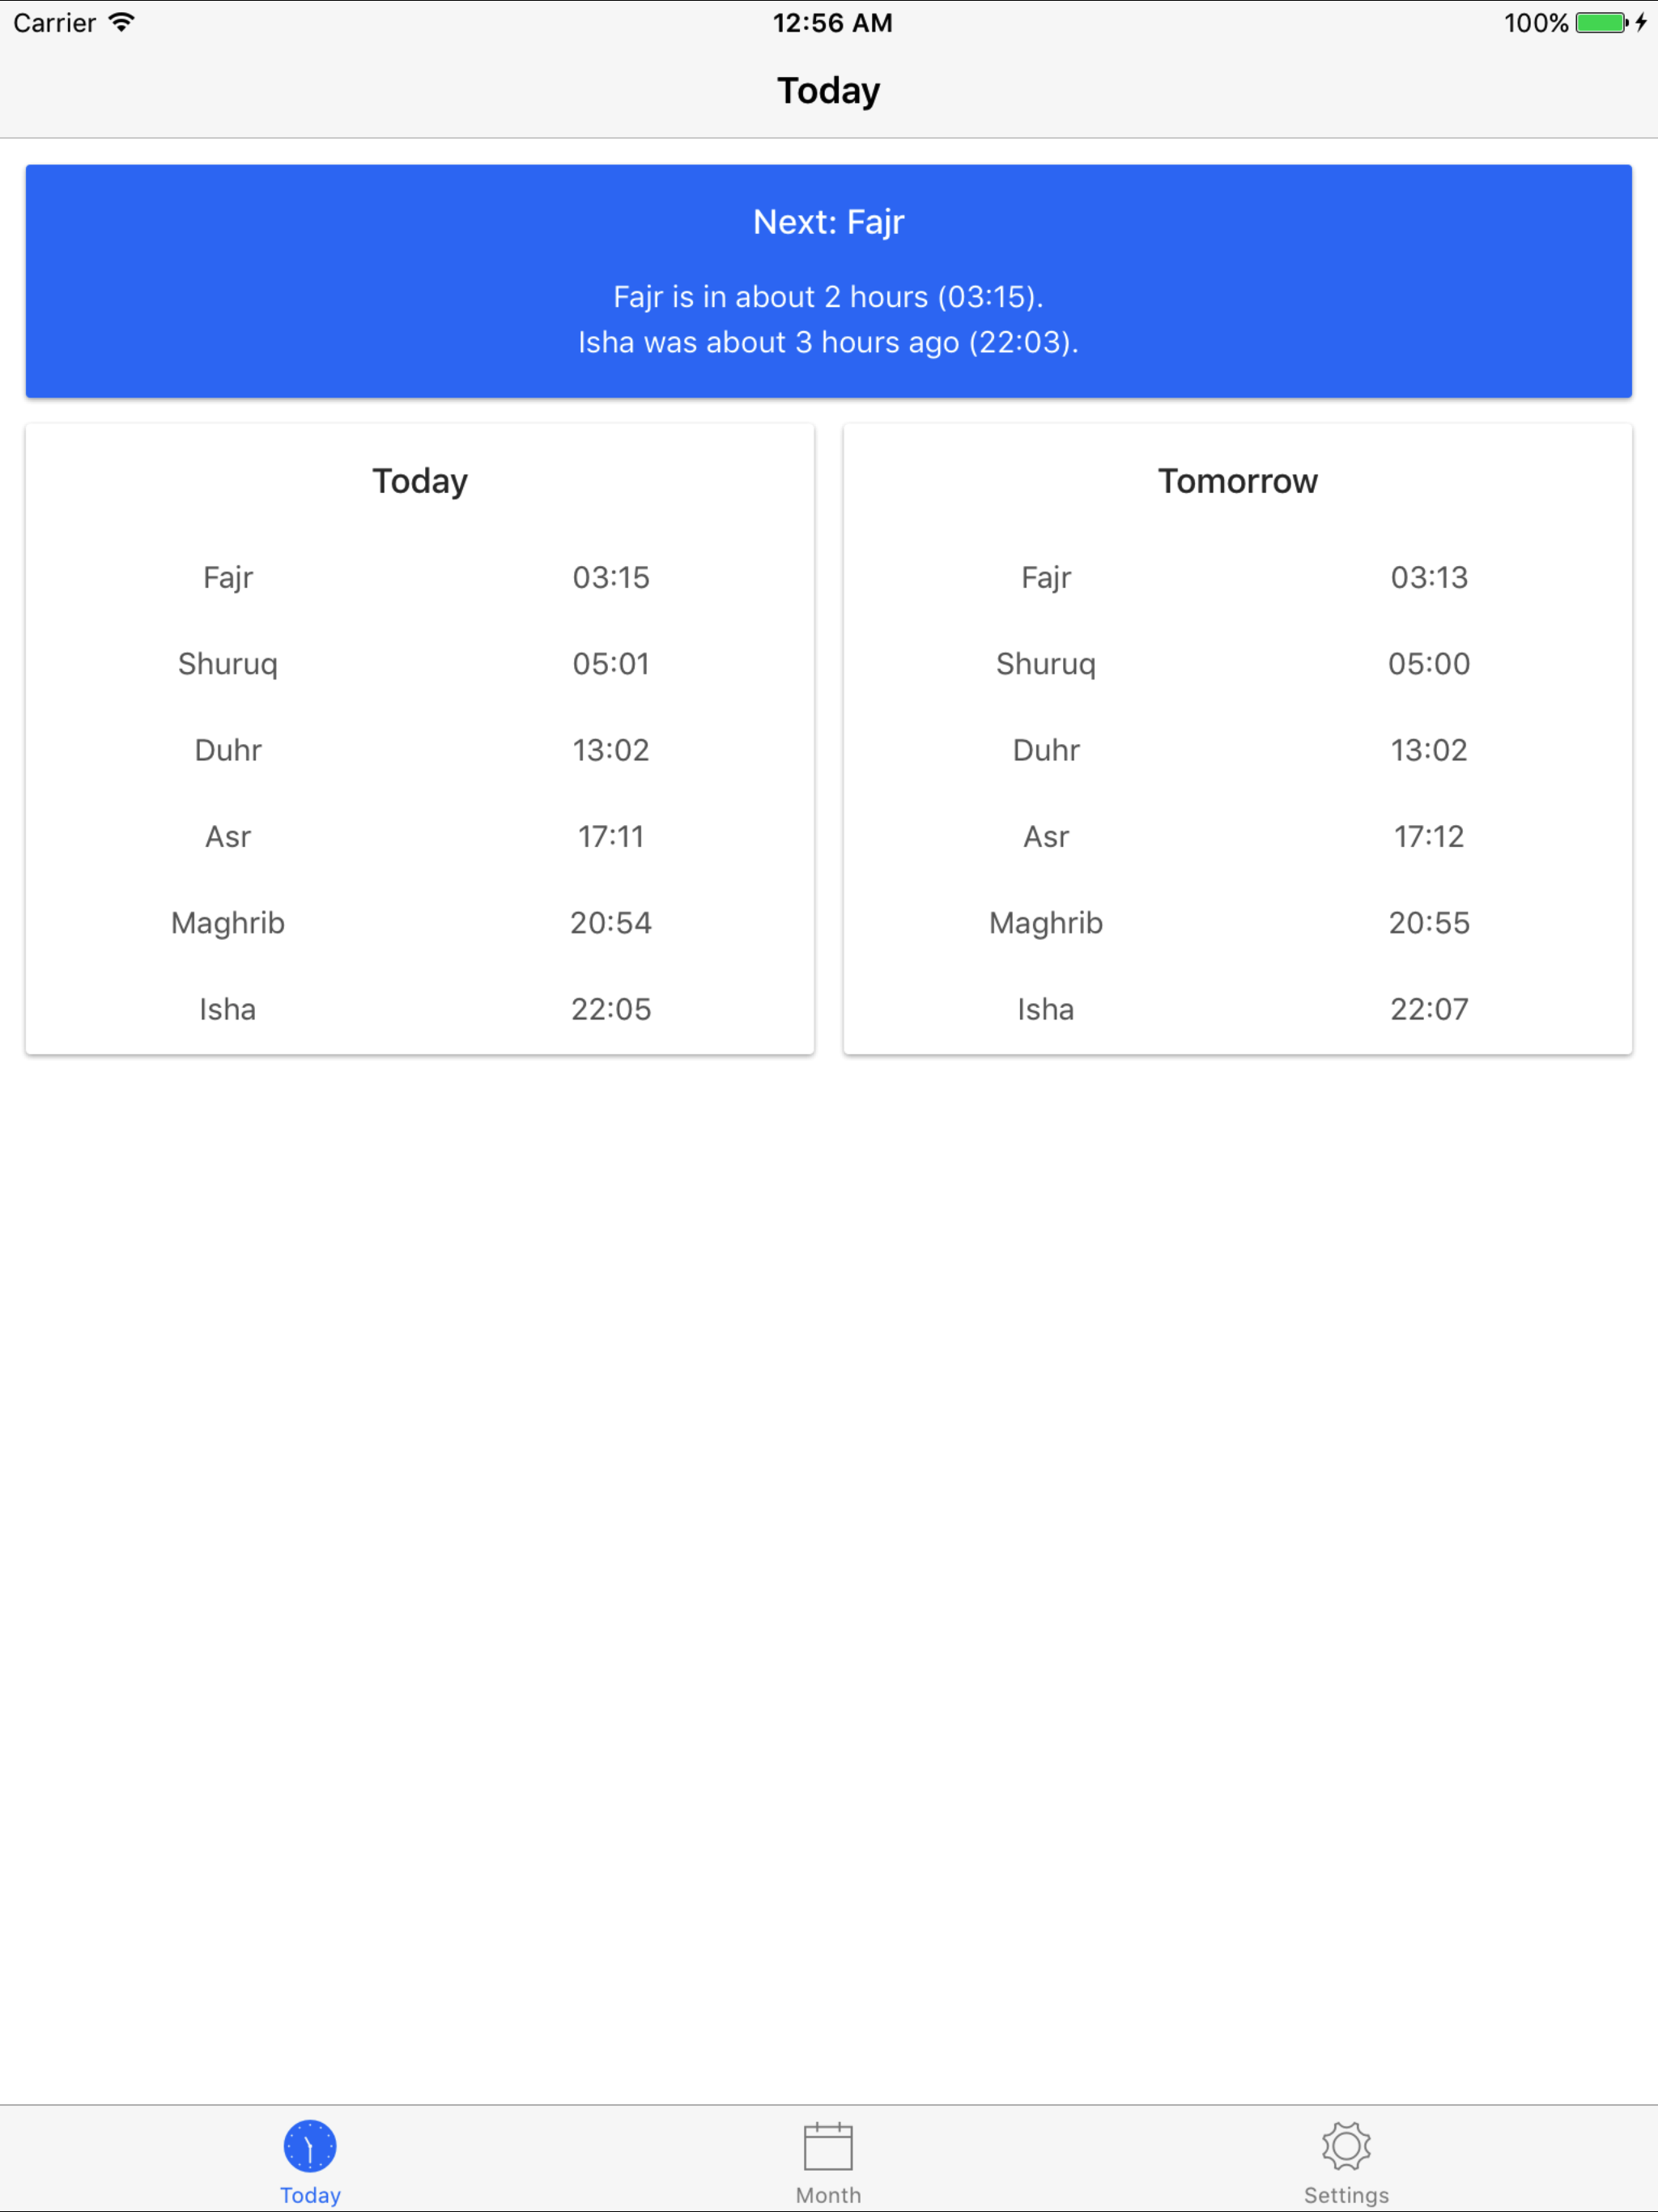 Carrier 12:56 AM 100%
Today
Next: Fajr
Fajr is in about 2 hours (03:15).
Isha was about 3 hours ago (22:03).
Today
Fajr 03:15
Shuruq 05:01
Duhr 13:02
Asr 17:11
Maghrib 20:54
Isha 22:05
Tomorrow
Fajr 03:13
Shuruq 05:00
Duhr 13:02
Asr 17:12
Maghrib 20:55
Isha 22:07
Today Month Settings